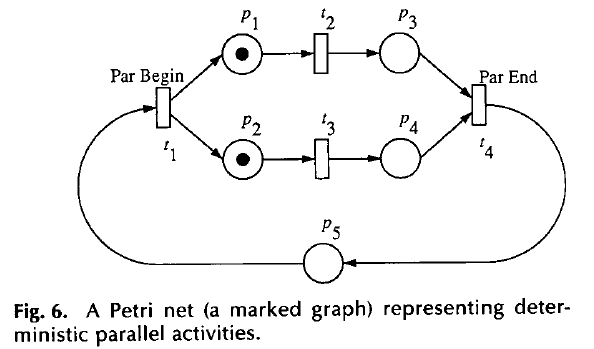 p1 t2 p3
Par Begin Par End
p2 t3 p4
t1 t4
p5
Fig. 6. A Petri net (a marked graph) representing deter-
ministic parallel activities.